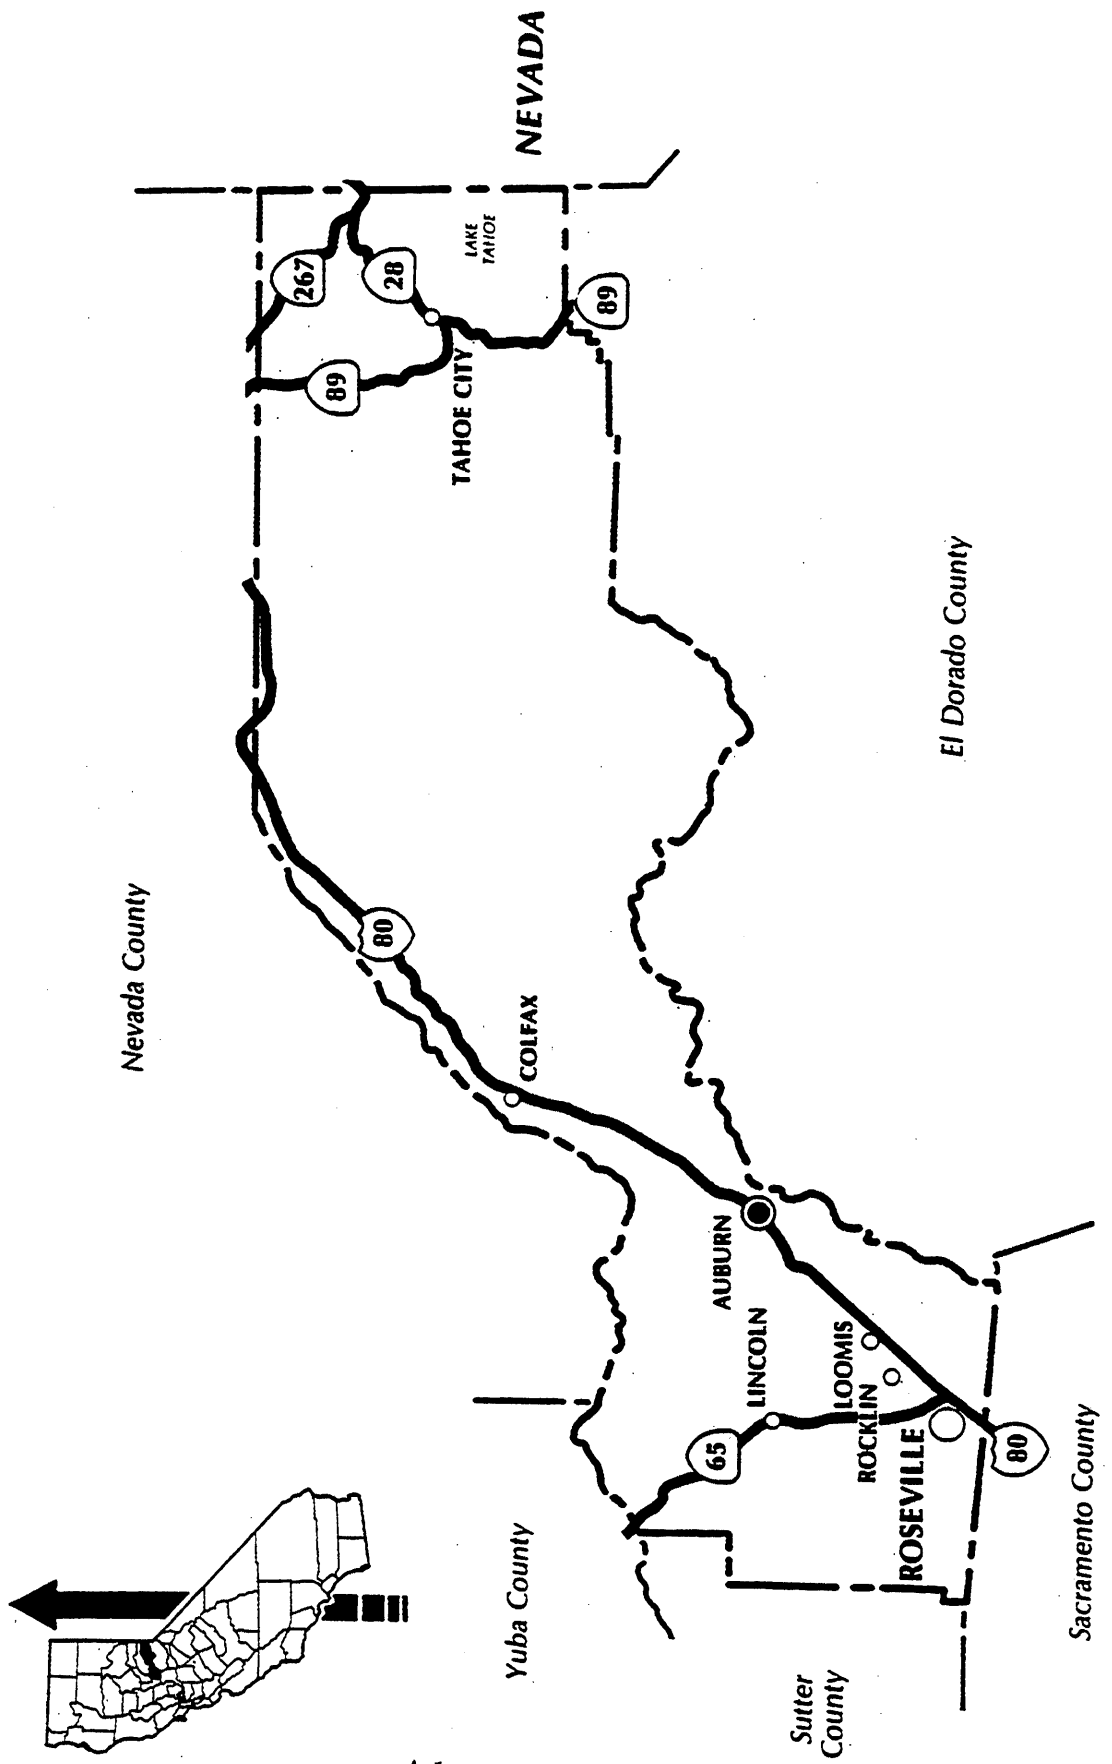 Nevada County
NEVADA
267
28
89
LAKE
TAHOE
TAHOE CITY
89
80
COLFAX
El Dorado County
Yuba County
AUBURN
65
LINCOLN
LOOMIS
ROCKLIN
ROSEVILLE
80
Sutter
County
Sacramento County